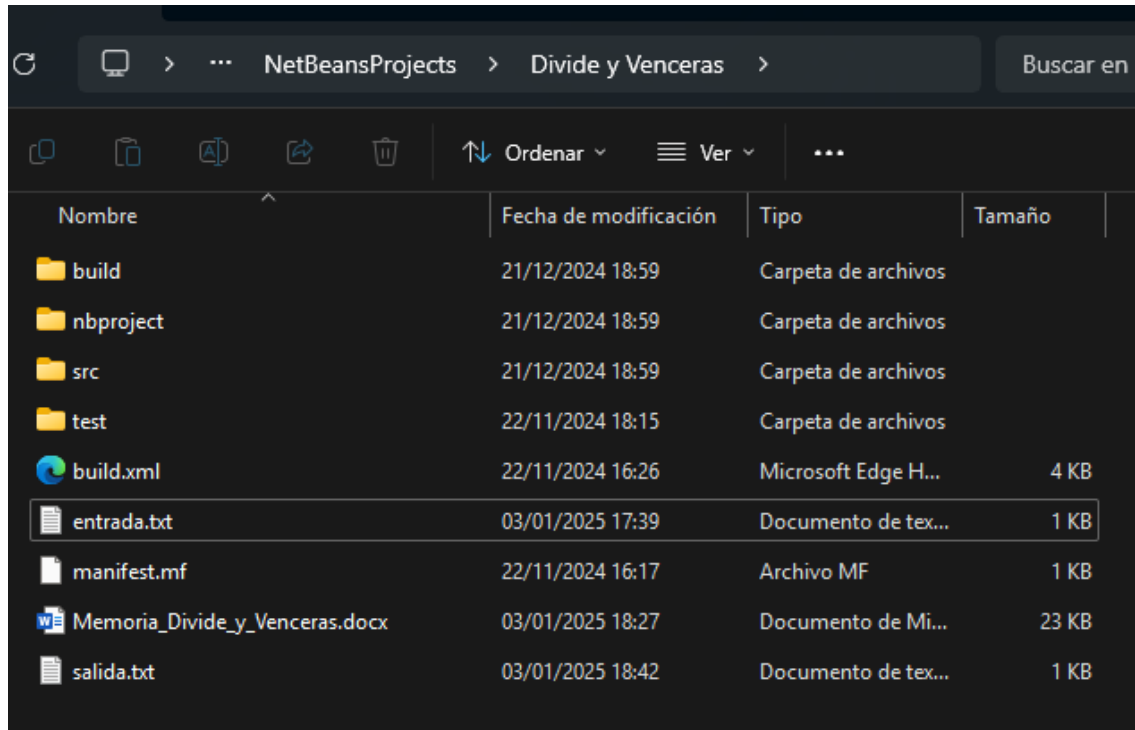 NetBeansProjects > Divide y Venceras > Buscar en
Ordenar Ver
Nombre Fecha de modificación Tipo Tamaño
build 21/12/2024 18:59 Carpeta de archivos
nbproject 21/12/2024 18:59 Carpeta de archivos
src 21/12/2024 18:59 Carpeta de archivos
test 22/11/2024 18:15 Carpeta de archivos
build.xml 22/11/2024 16:26 Microsoft Edge H... 4 KB
entrada.txt 03/01/2025 17:39 Documento de tex... 1 KB
manifest.mf 22/11/2024 16:17 Archivo MF 1 KB
Memoria_Divide_y_Venceras.docx 03/01/2025 18:27 Documento de Mi... 23 KB
salida.txt 03/01/2025 18:42 Documento de tex... 1 KB